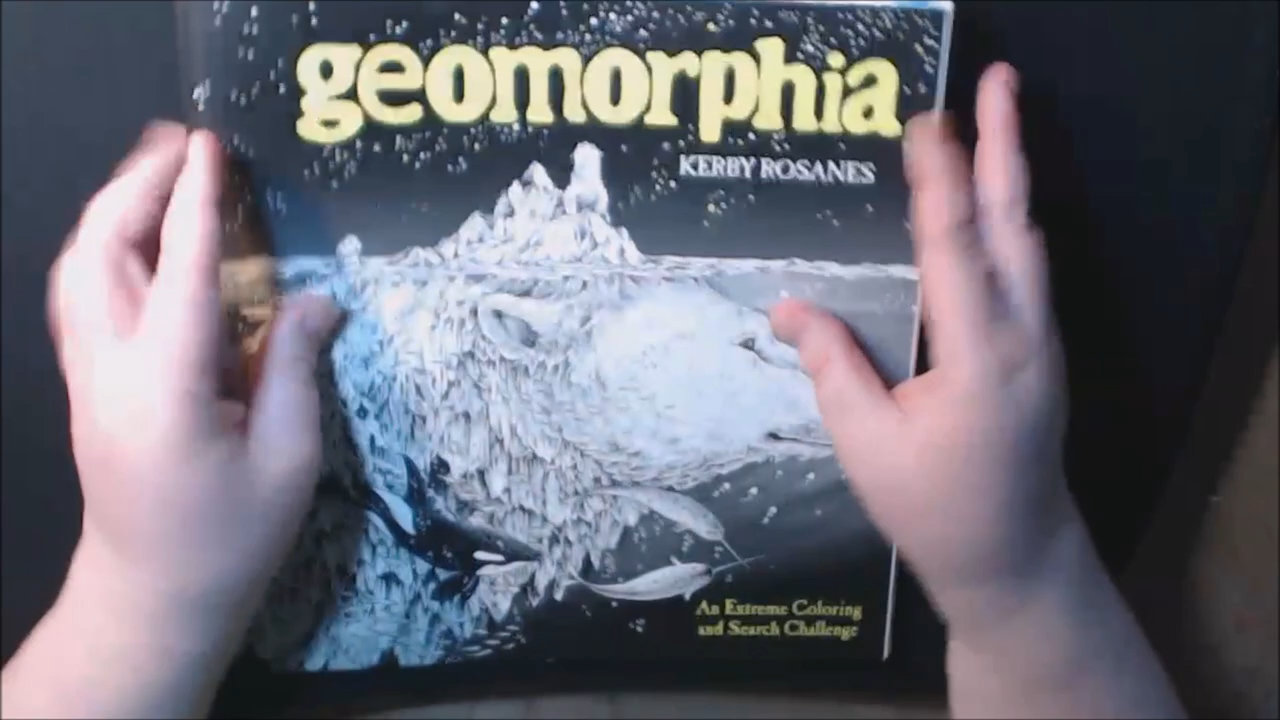 geomorphia
KERBY ROSANES
An Extreme Coloring
and Search Challenge